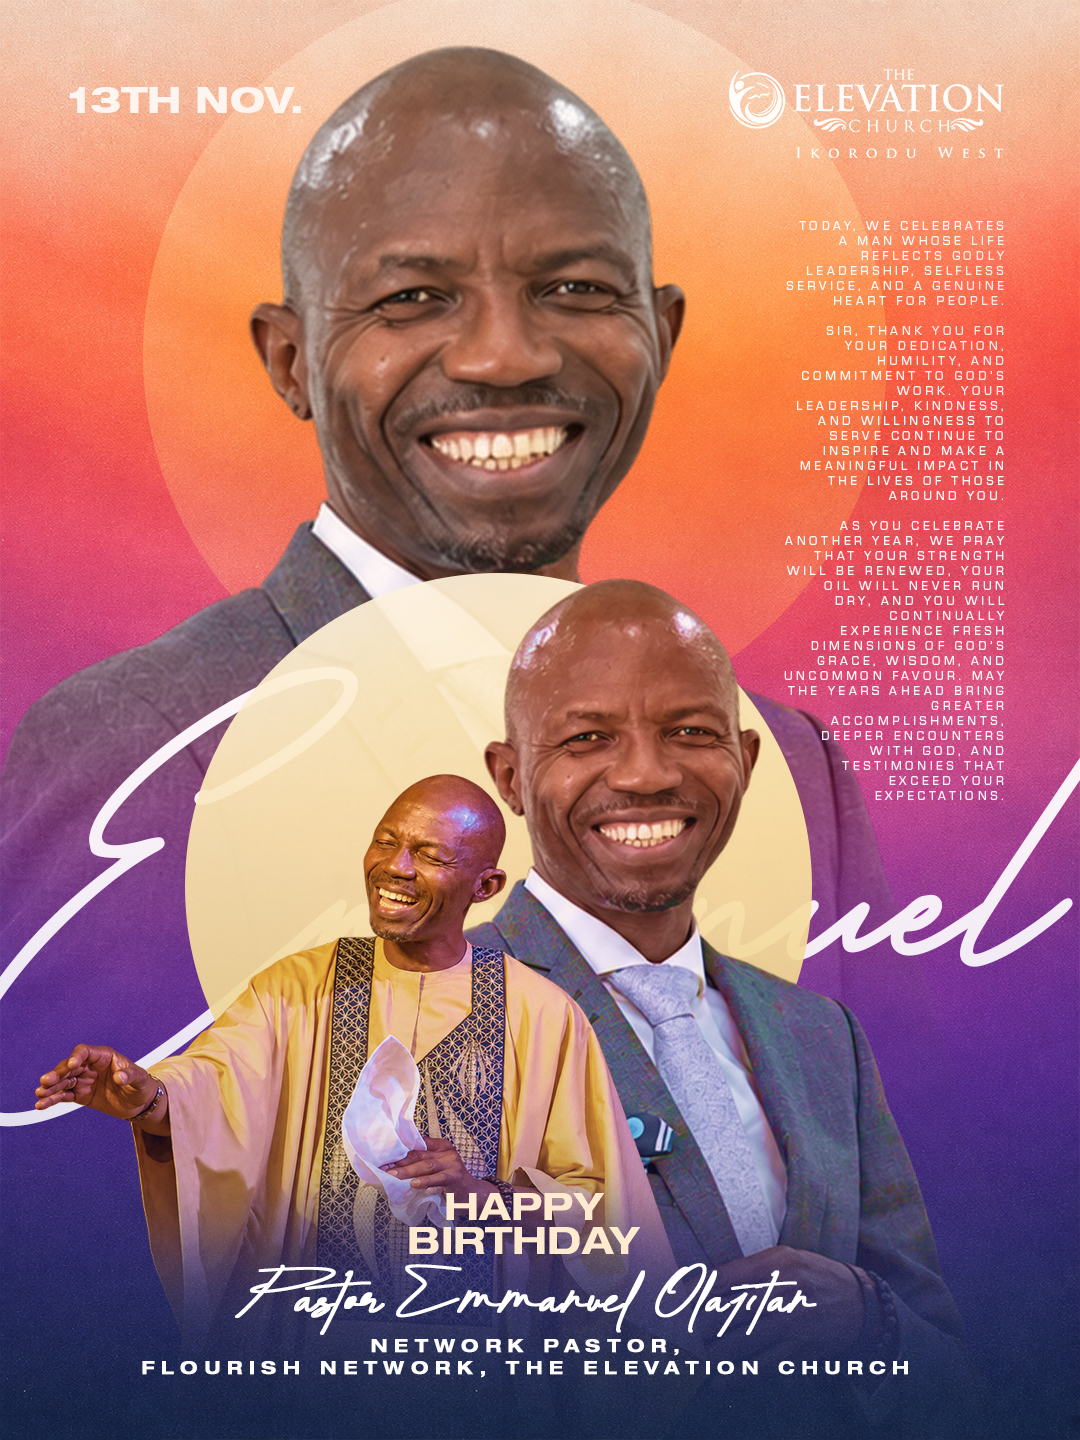 13TH NOV.
THE
ELEVATION
CHURCH
IKORODU WEST
TODAY, WE CELEBRATES
A MAN WHOSE LIFE
REFLECTS GODLY
LEADERSHIP, SELFLESS
SERVICE, AND A GENUINE
HEART FOR PEOPLE.
SIR, THANK YOU FOR
YOUR DEDICATION,
HUMILITY, AND
COMMITMENT TO GOD'S
WORK. YOUR
LEADERSHIP, KINDNESS,
AND WILLINGNESS TO
SERVE CONTINUE TO
INSPIRE AND MAKE A
MEANINGFUL IMPACT IN
THE LIVES OF THOSE
AROUND YOU.
AS YOU CELEBRATE
ANOTHER YEAR, WE PRAY
THAT YOUR STRENGTH
WILL BE RENEWED, YOUR
OIL WILL NEVER RUN
DRY, AND YOU WILL
CONTINUALLY
EXPERIENCE FRESH
DIMENSIONS OF GOD'S
GRACE, WISDOM, AND
UNCOMMON FAVOUR. MAY
THE YEARS AHEAD BRING
GREATER
ACCOMPLISHMENTS,
DEEPER ENCOUNTERS
WITH GOD, AND
TESTIMONIES THAT
EXCEED YOUR
EXPECTATIONS.
HAPPY
BIRTHDAY
Pastor Emmanuel Olajitan
NETWORK PASTOR,
FLOURISH NETWORK, THE ELEVATION CHURCH